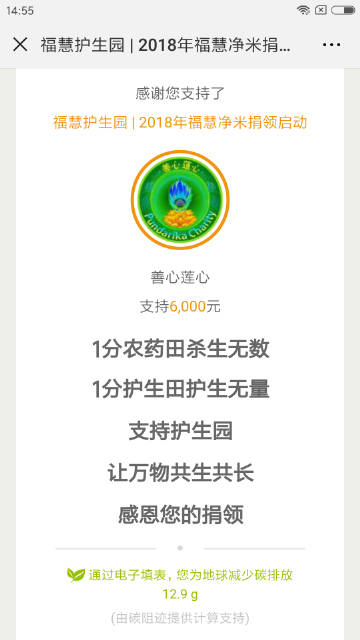 14:55
福慧护生园 | 2018年福慧净米捐...
感谢您支持了
福慧护生园 | 2018年福慧净米捐领启动
善心莲心
Pundarika Charity
善心莲心
支持6,000元
1分农药田杀生无数
1分护生田护生无量
支持护生园
让万物共生共长
感恩您的捐领
通过电子填表，您为地球减少碳排放
12.9 g
(由碳阻迹提供计算支持)